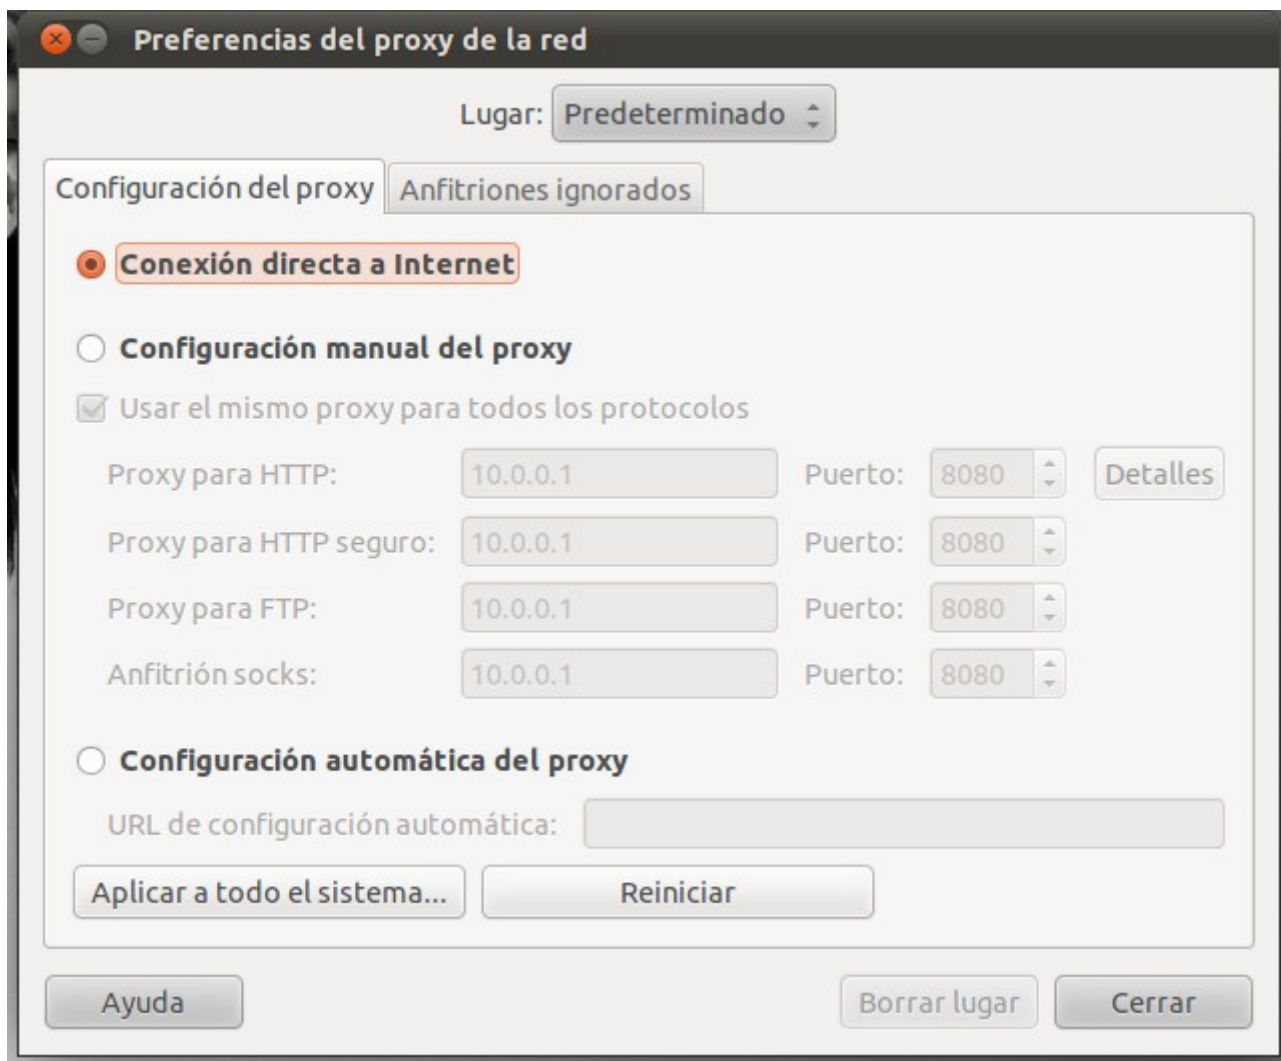 Preferencias del proxy de la red
Lugar: Predeterminado
Configuración del proxy Anfitriones ignorados
Conexión directa a Internet
Configuración manual del proxy
Usar el mismo proxy para todos los protocolos
Proxy para HTTP: 10.0.0.1 Puerto: 8080 Detalles
Proxy para HTTP seguro: 10.0.0.1 Puerto: 8080
Proxy para FTP: 10.0.0.1 Puerto: 8080
Anfitrión socks: 10.0.0.1 Puerto: 8080
Configuración automática del proxy
URL de configuración automática:
Aplicar a todo el sistema... Reiniciar
Ayuda Borrar lugar Cerrar